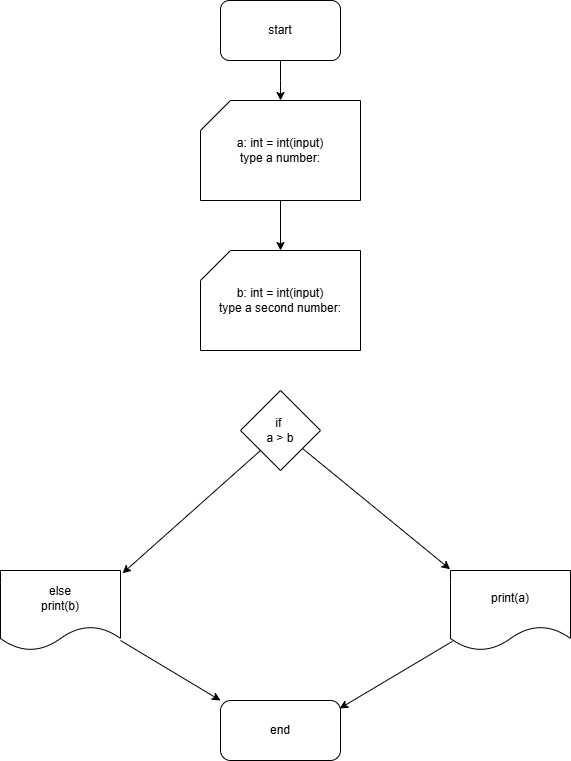 start
a: int = int(input)
type a number:
b: int = int(input)
type a second number:
if
a > b
else
print(b)
print(a)
end